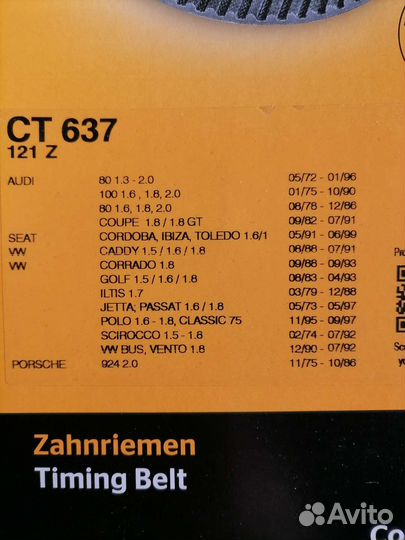 CT 637
121 Z
AUDI 80 1.3 - 2.0 05/72 - 01/96
100 1.6 , 1.8, 2.0 01/75 - 10/90
80 1.6, 1.8, 2.0 08/78 - 12/86
COUPE 1.8 / 1.8 GT 09/82 - 07/91
SEAT CORDOBA, IBIZA, TOLEDO 1.6/1 05/91 - 06/99
VW CADDY 1.5 / 1.6 / 1.8 08/88 - 07/91
VW CORRADO 1.8 09/88 - 09/93
GOLF 1.5 / 1.6 / 1.8 08/83 - 04/93
ILTIS 1.7 03/79 - 12/88
JETTA; PASSAT 1.6 / 1.8 05/73 - 05/97
POLO 1.6 - 1.8, CLASSIC 75 11/95 - 09/97
SCIROCCO 1.5 - 1.8 02/74 - 07/92
VW BUS, VENTO 1.8 12/90 - 07/92
PORSCHE 924 2.0 11/75 - 10/86
Zahnriemen
Timing Belt
Avito